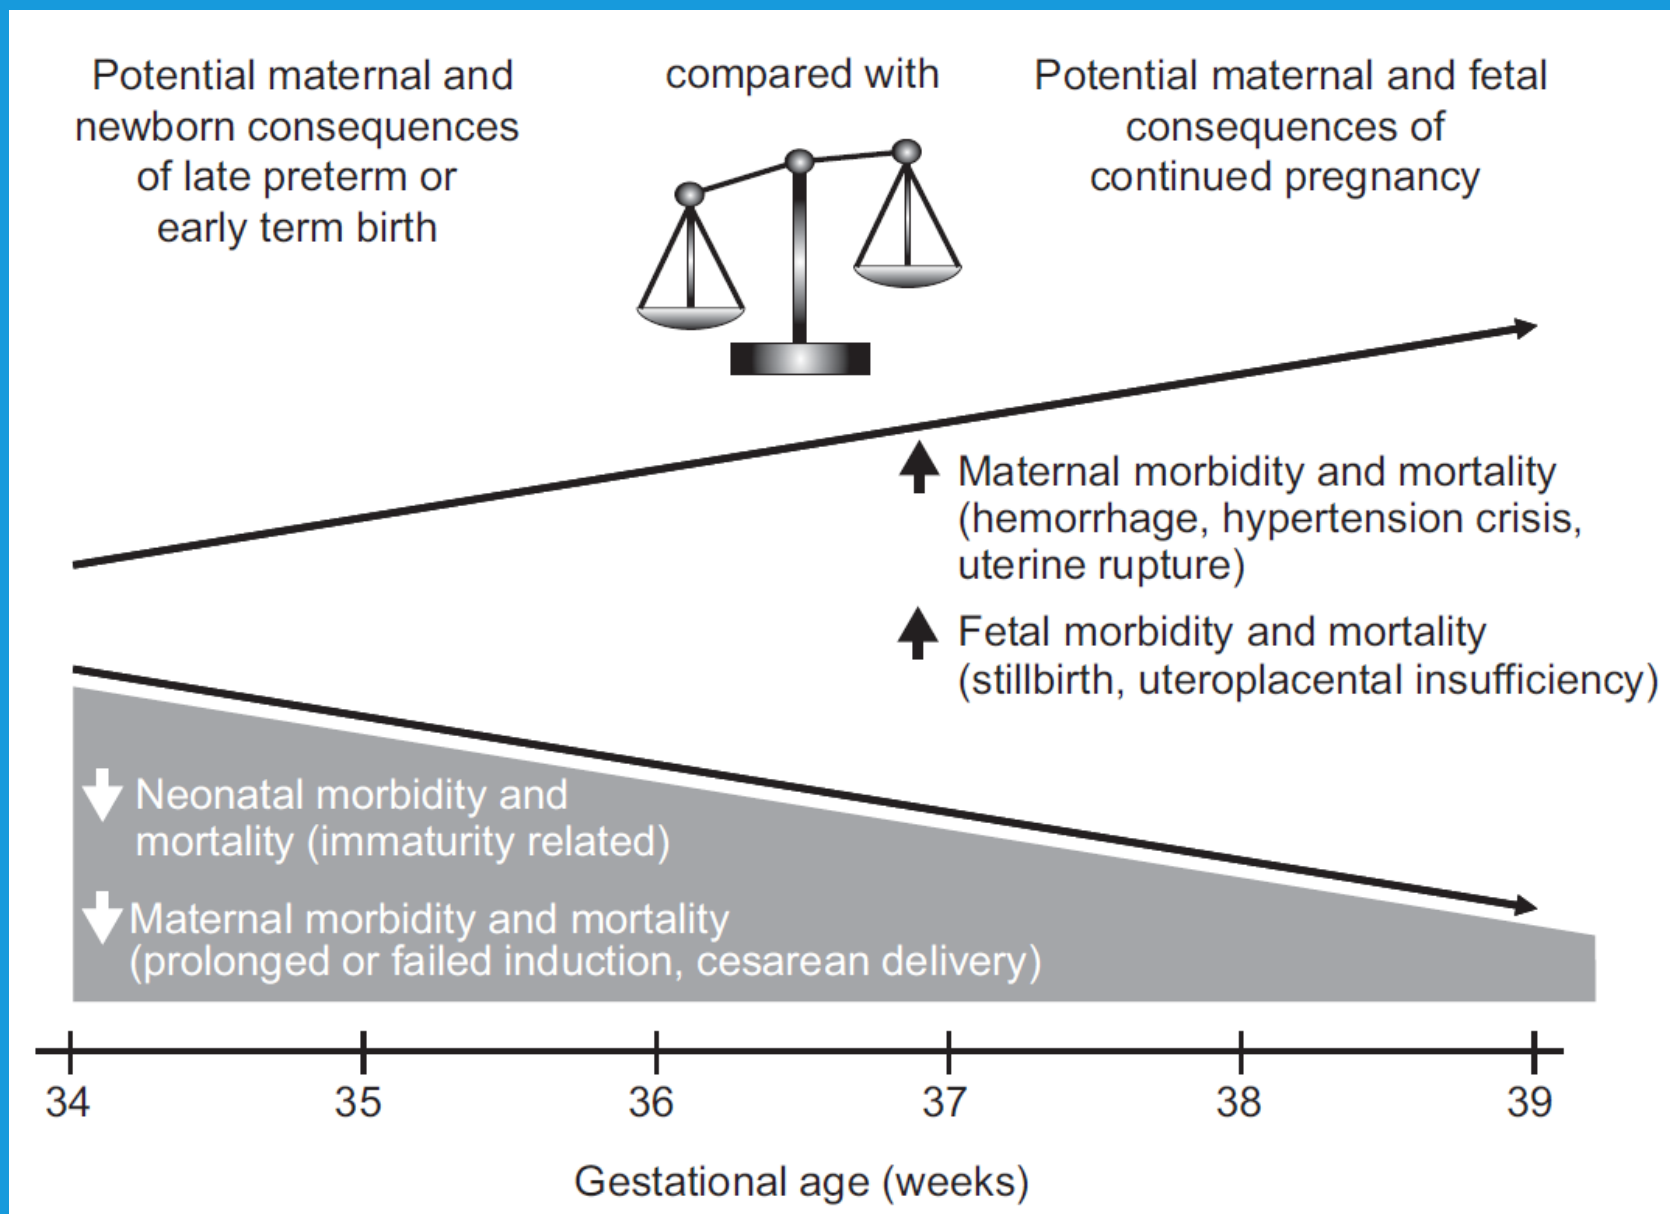 Potential maternal and
newborn consequences
of late preterm or
early term birth
compared with
Potential maternal and fetal
consequences of
continued pregnancy
Maternal morbidity and mortality
(hemorrhage, hypertension crisis,
uterine rupture)
Fetal morbidity and mortality
(stillbirth, uteroplacental insufficiency)
Neonatal morbidity and
mortality (immaturity related)
Maternal morbidity and mortality
(prolonged or failed induction, cesarean delivery)
34 35 36 37 38 39
Gestational age (weeks)